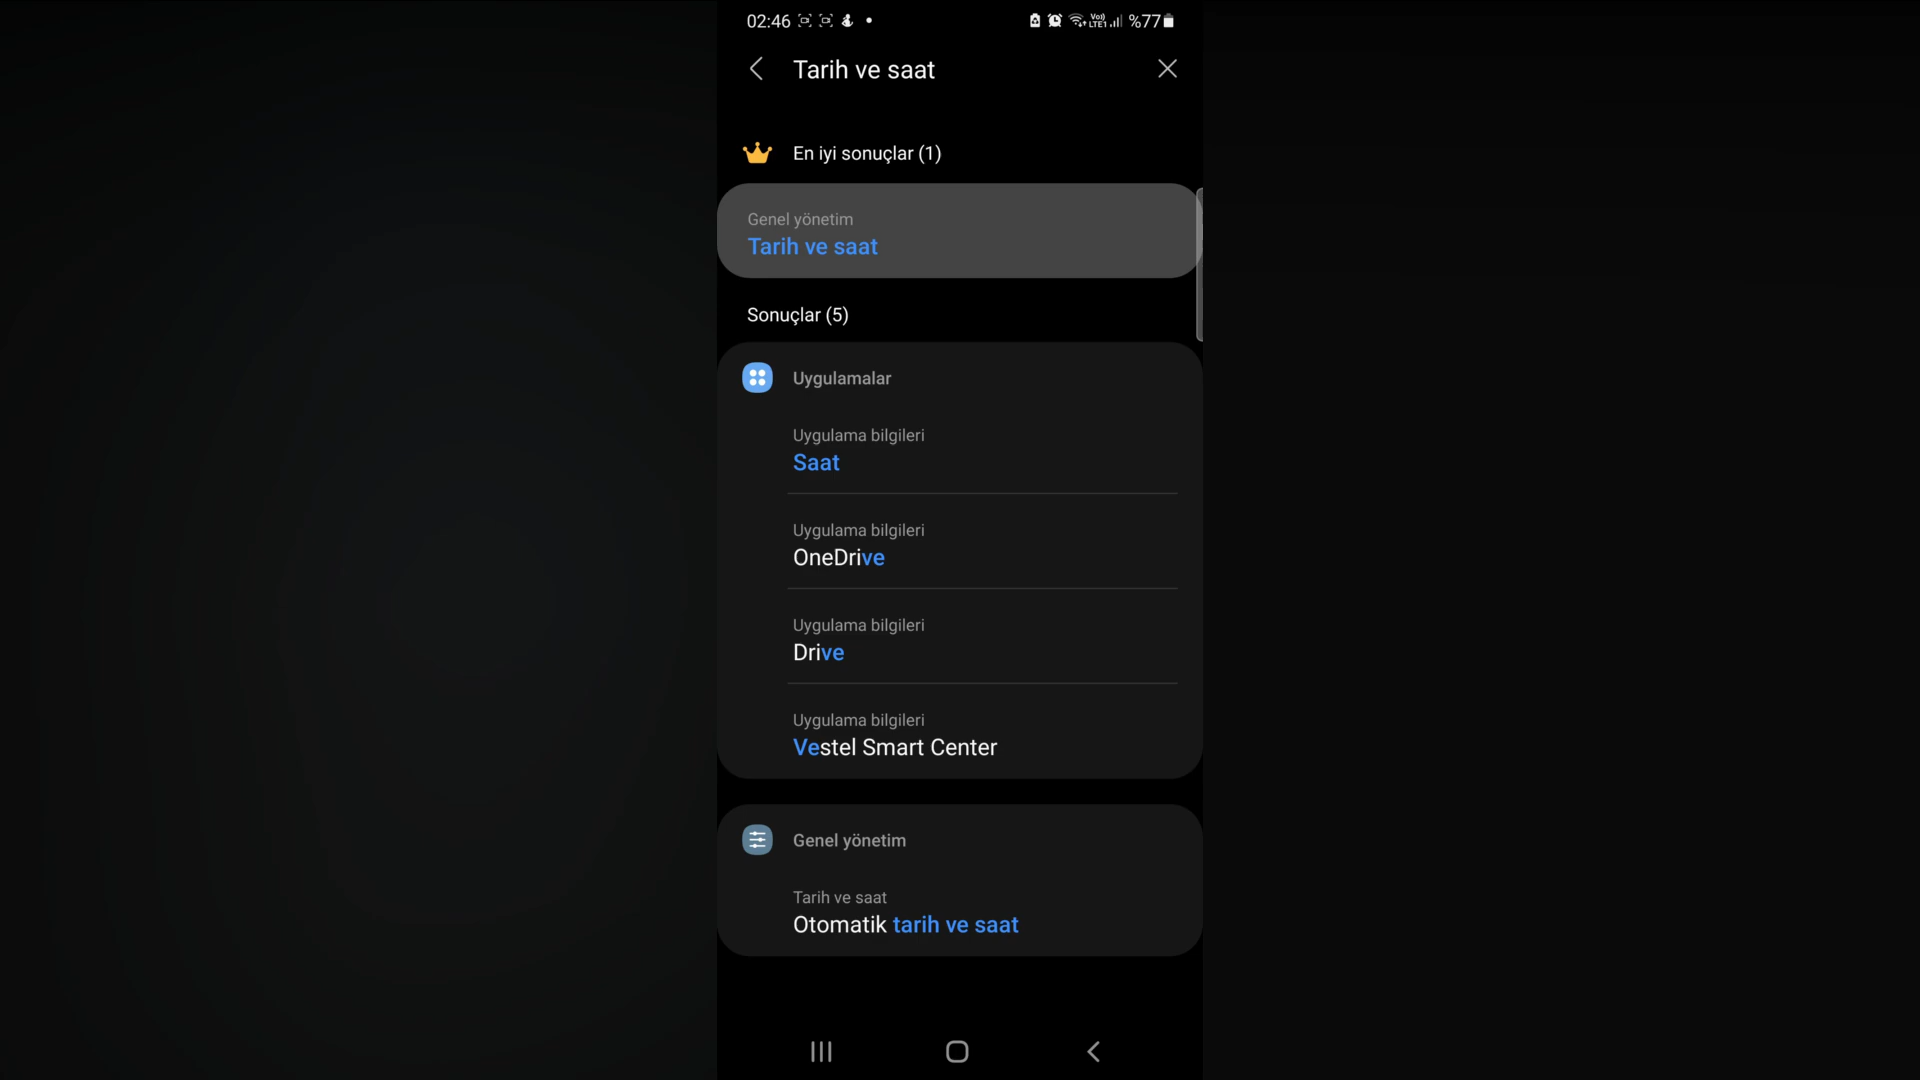 02:46
Vo)) LTE1 %77
Tarih ve saat
En iyi sonuçlar (1)
Genel yönetim
Tarih ve saat
Sonuçlar (5)
Uygulamalar
Uygulama bilgileri
Saat
Uygulama bilgileri
OneDrive
Uygulama bilgileri
Drive
Uygulama bilgileri
Vestel Smart Center
Genel yönetim
Tarih ve saat
Otomatik tarih ve saat